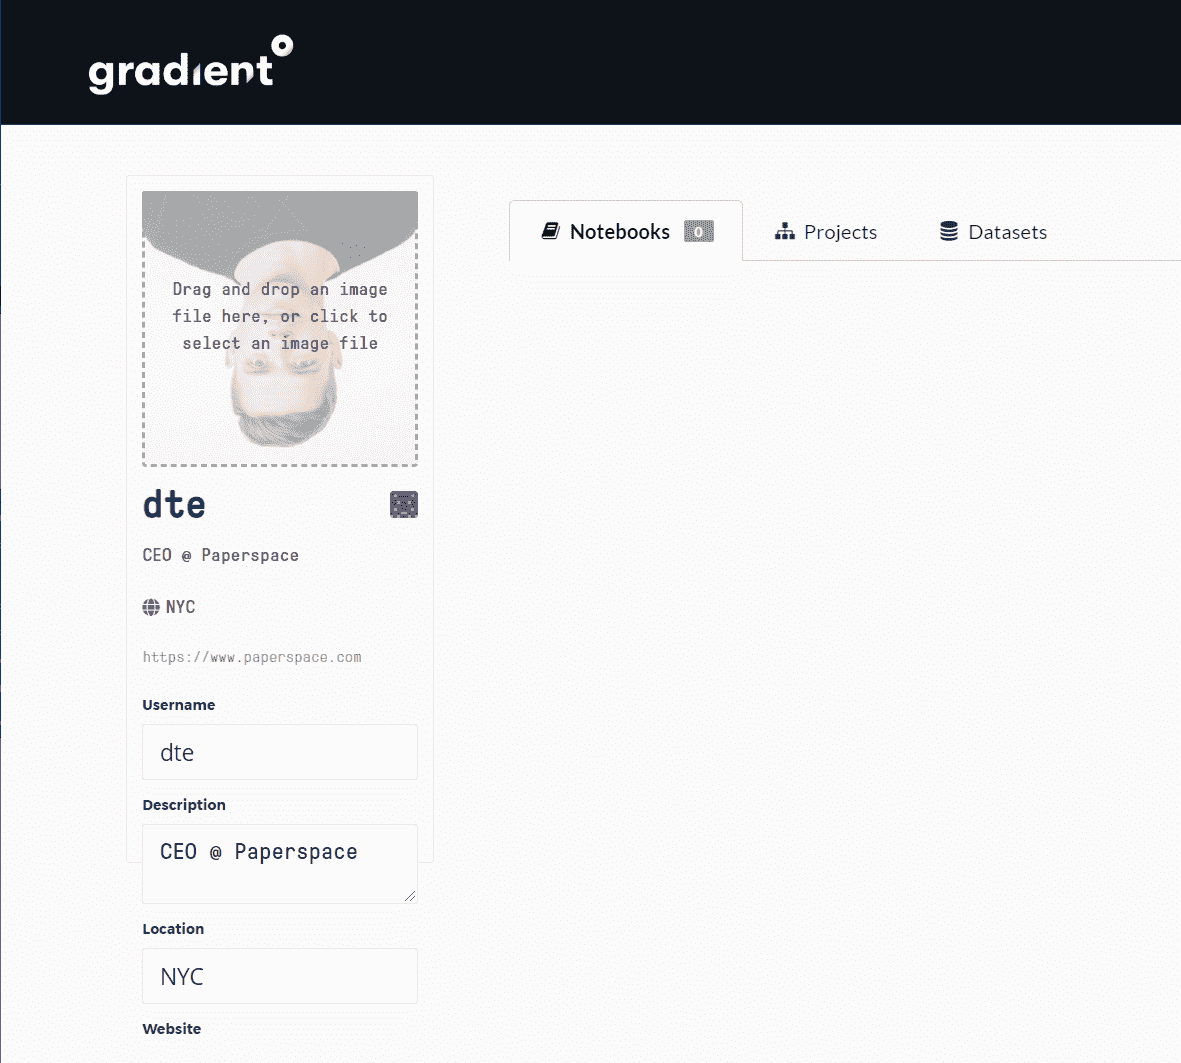 gradient
Notebooks 0
Projects
Datasets
Drag and drop an image
file here, or click to
select an image file
dte
CEO @ Paperspace
NYC
https://www.paperspace.com
Username
dte
Description
CEO @ Paperspace
Location
NYC
Website